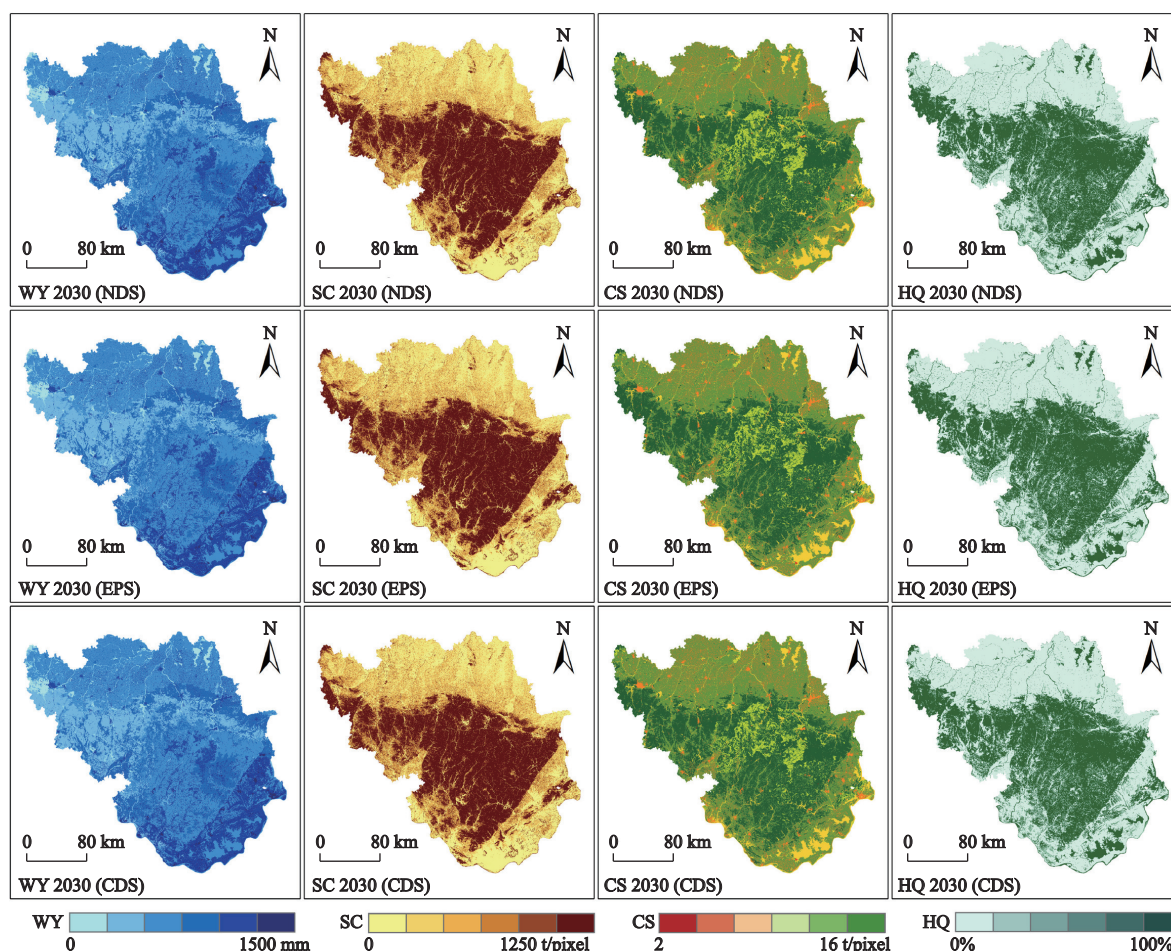 N N N N
0 80 km 0 80 km 0 80 km 0 80 km
WY 2030 (NDS) SC 2030 (NDS) CS 2030 (NDS) HQ 2030 (NDS)
N N N N
0 80 km 0 80 km 0 80 km 0 80 km
WY 2030 (EPS) SC 2030 (EPS) CS 2030 (EPS) HQ 2030 (EPS)
N N N N
0 80 km 0 80 km 0 80 km 0 80 km
WY 2030 (CDS) SC 2030 (CDS) CS 2030 (CDS) HQ 2030 (CDS)
WY SC CS HQ
0 1500 mm 0 1250 t/pixel 2 16 t/pixel 0% 100%